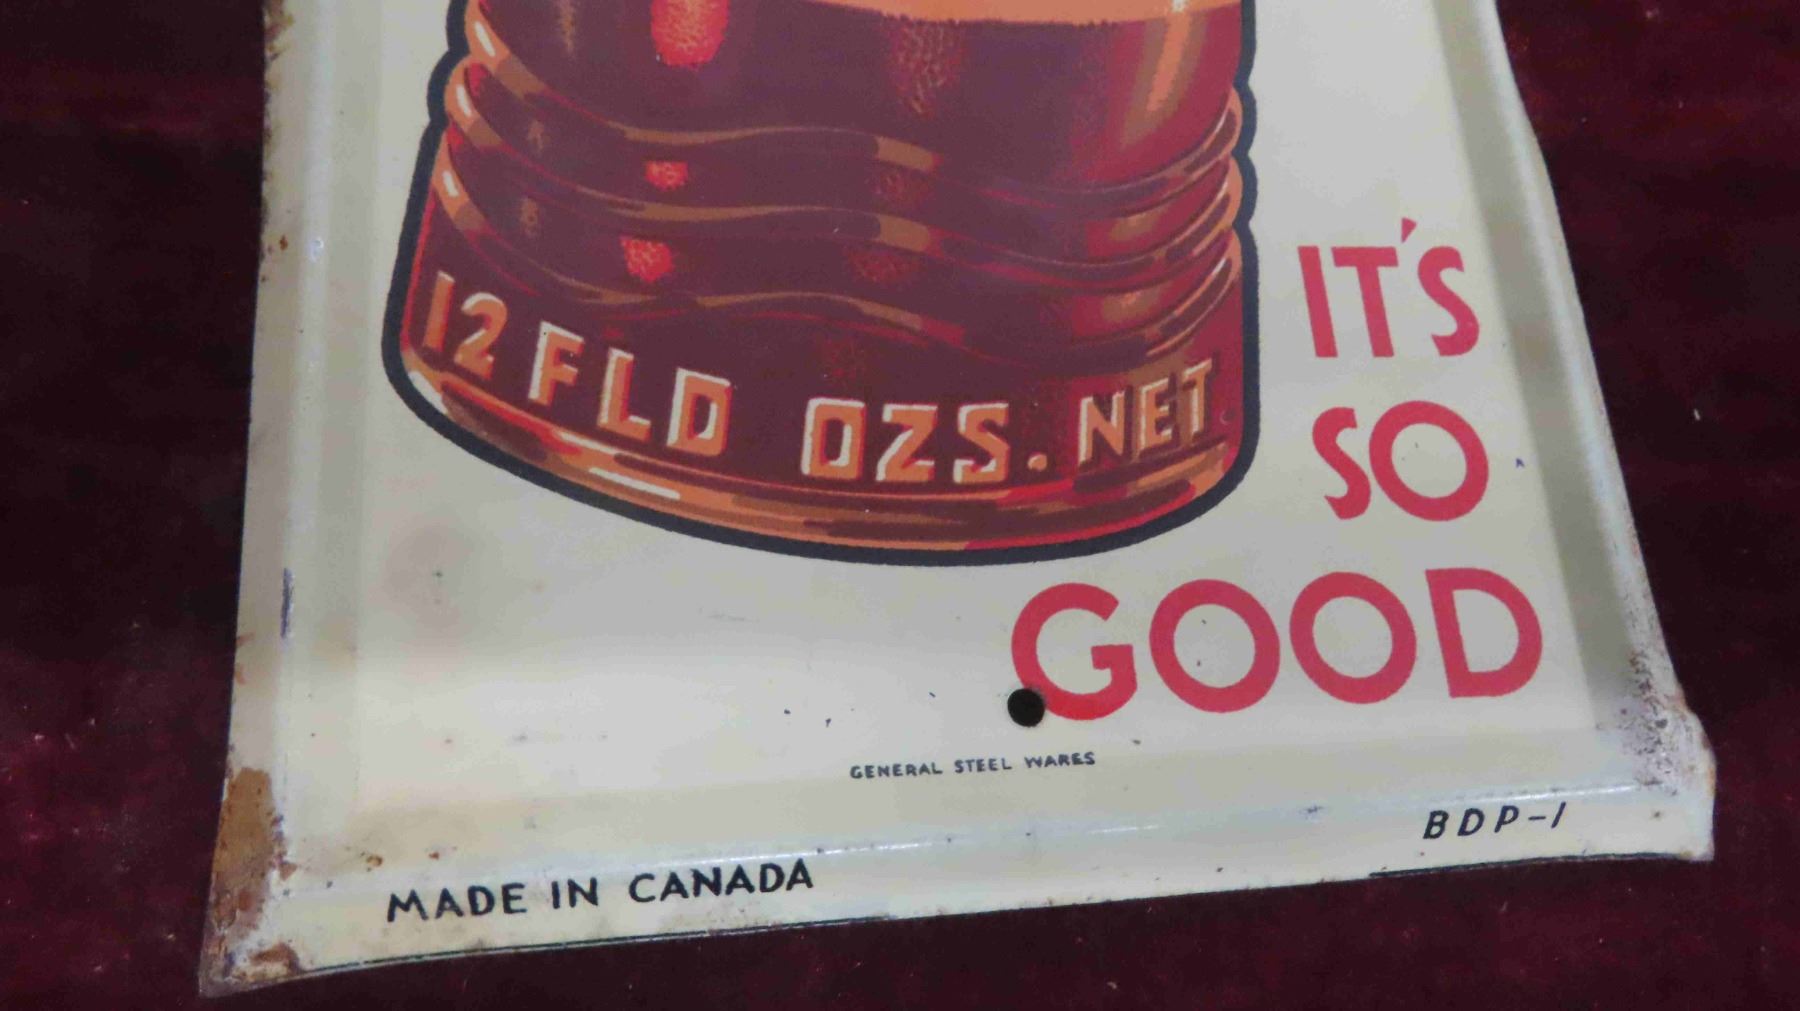 12 FLD OZS. NET
IT'S
SO
GOOD
GENERAL STEEL WARES
BDP-1
MADE IN CANADA